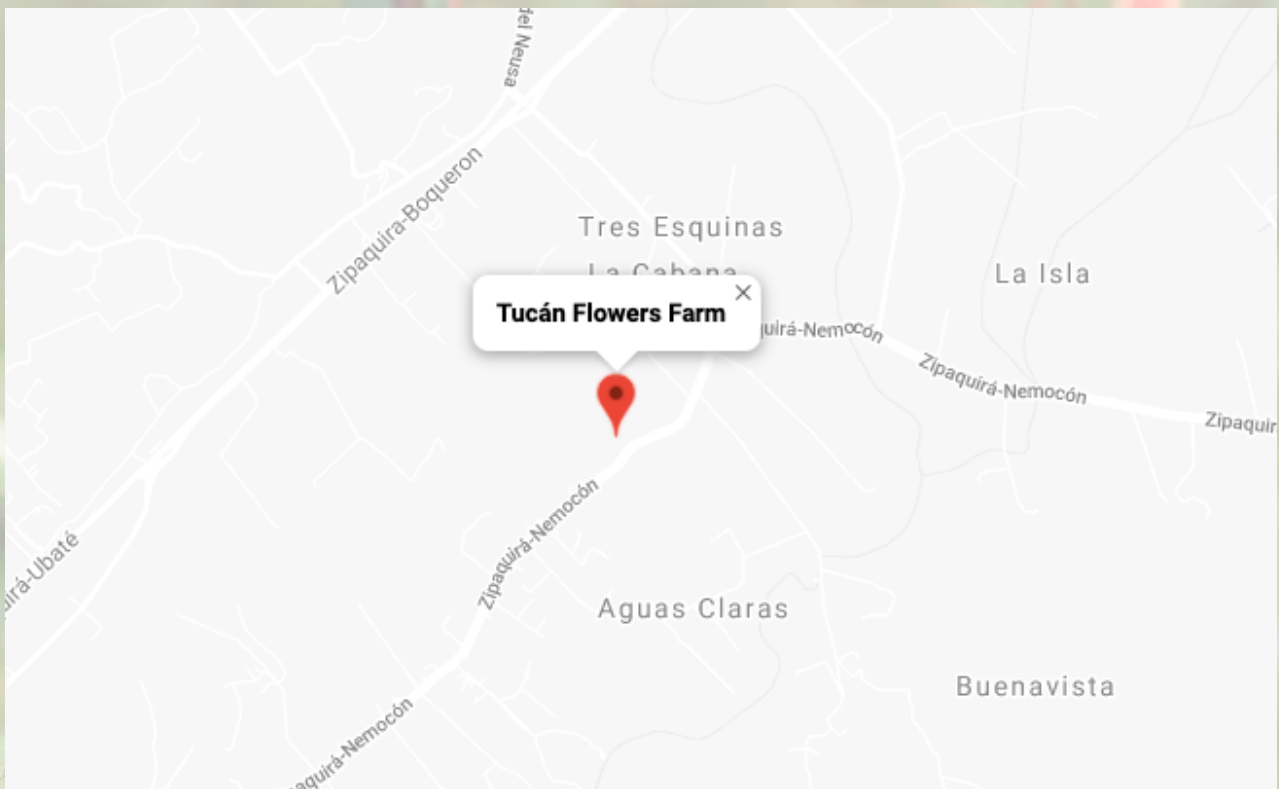 del Neusa
Zipaquira-Boqueron
Tres Esquinas
La Cabana
La Isla
Tucán Flowers Farm
quirá-Nemocón
Zipaquirá-Nemocón
Zipaquir
Zipaquirá-Nemocón
uirá-Ubaté
Aguas Claras
Buenavista
aquirá-Nemocón